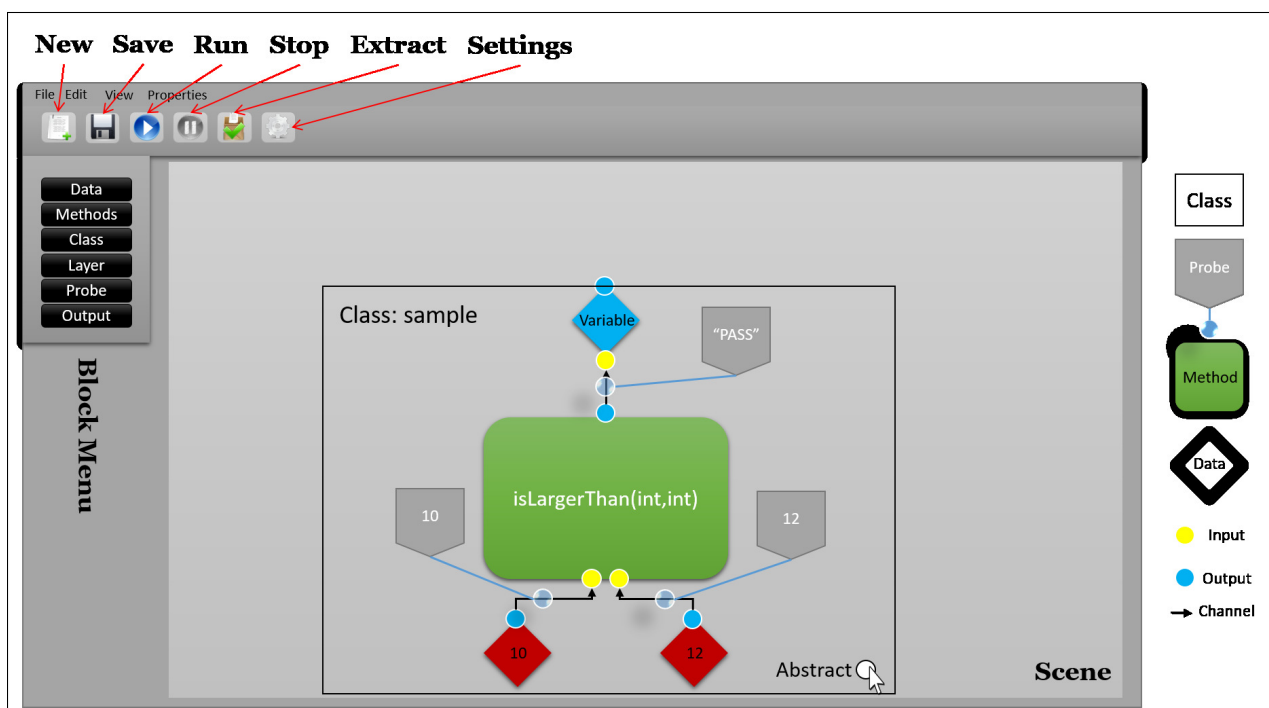 New Save Run Stop Extract Settings
File Edit View Properties
Data
Methods
Class
Layer
Probe
Output
Block Menu
Class: sample
Variable
"PASS"
isLargerThan(int,int)
10
12
10
12
Abstract
Scene
Class
Probe
Method
Data
Input
Output
Channel